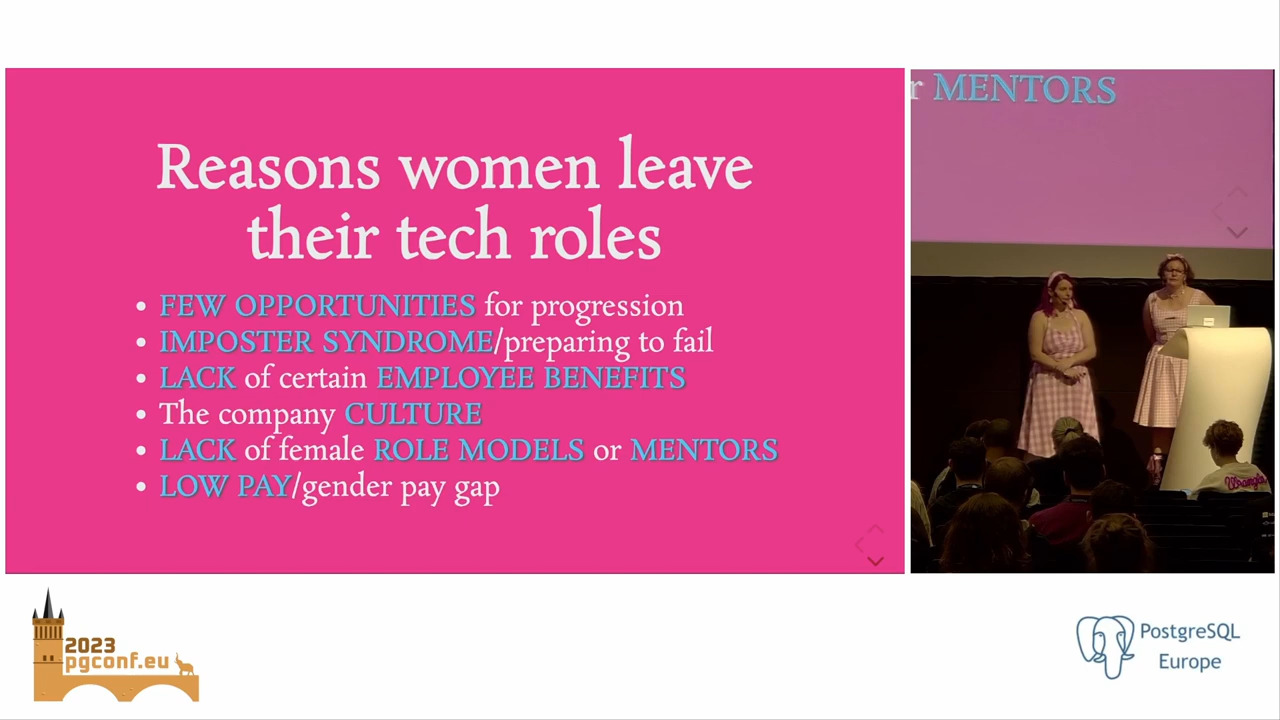 Reasons women leave
their tech roles
• FEW OPPORTUNITIES for progression
• IMPOSTER SYNDROME/preparing to fail
• LACK of certain EMPLOYEE BENEFITS
• The company CULTURE
• LACK of female ROLE MODELS or MENTORS
• LOW PAY/gender pay gap
r MENTORS
Wrangler
2023
pgconf.eu
PostgreSQL
Europe